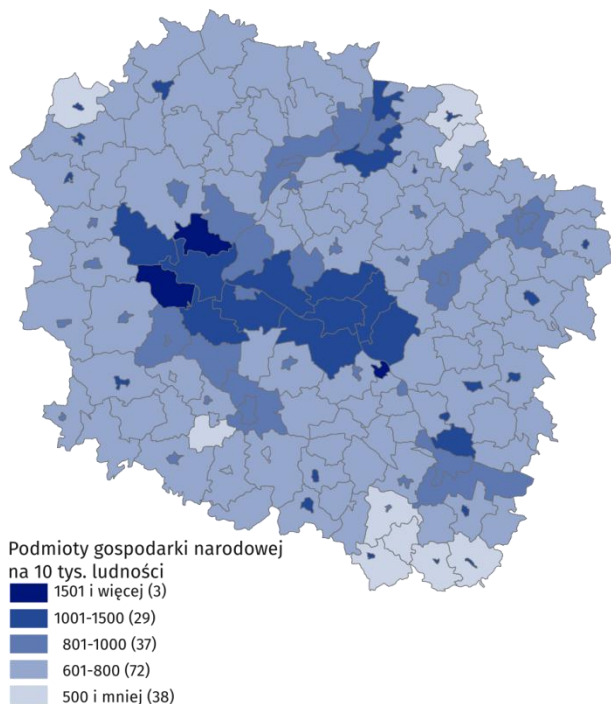 Podmioty gospodarki narodowej
na 10 tys. ludności
1501 i więcej (3)
1001-1500 (29)
801-1000 (37)
601-800 (72)
500 i mniej (38)